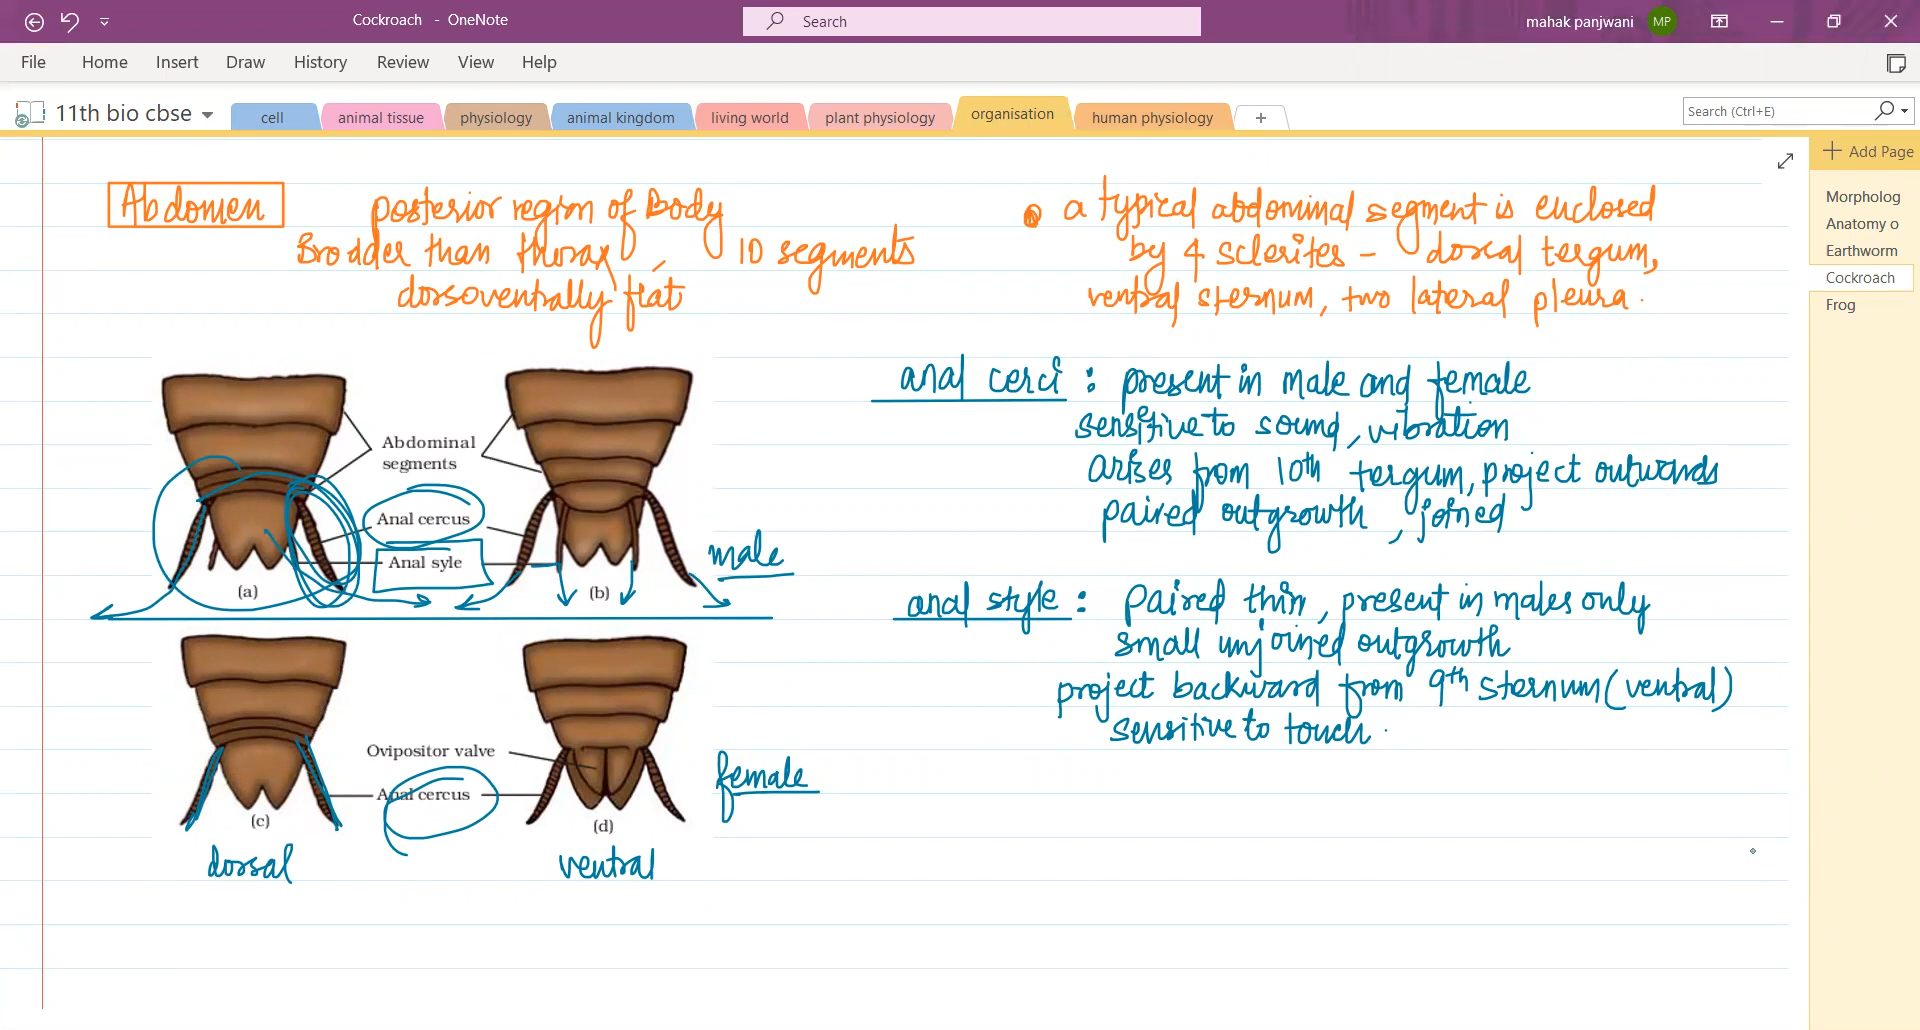 Cockroach - OneNote
Search
mahak panjwani
MP
File Home Insert Draw History Review View Help
11th bio cbse
cell
animal tissue
physiology
animal kingdom
living world
plant physiology
organisation
human physiology
+
Search (Ctrl+E)
Add Page
Morpholog
Anatomy o
Earthworm
Cockroach
Frog
Abdomen
posterior region of Body
Brodder than thorax, 10 segments
dorsoventrally flat
a typical abdominal segment is enclosed
by 4 sclerites - dorsal tergum,
ventral sternum, two lateral pleura.
Abdominal
segments
Anal cercus
Anal syle
(a)
(b)
male
Ovipositor valve
Anal cercus
(c)
(d)
female
dorsal
ventral
anal cerci : present in male and female
sensitive to sound, vibration
arises from 10th tergum, project outwards
paired outgrowth, joined
anal style : Paired thin, present in males only
small unjoined outgrowth
project backward from 9th sternum (ventral)
sensitive to touch.